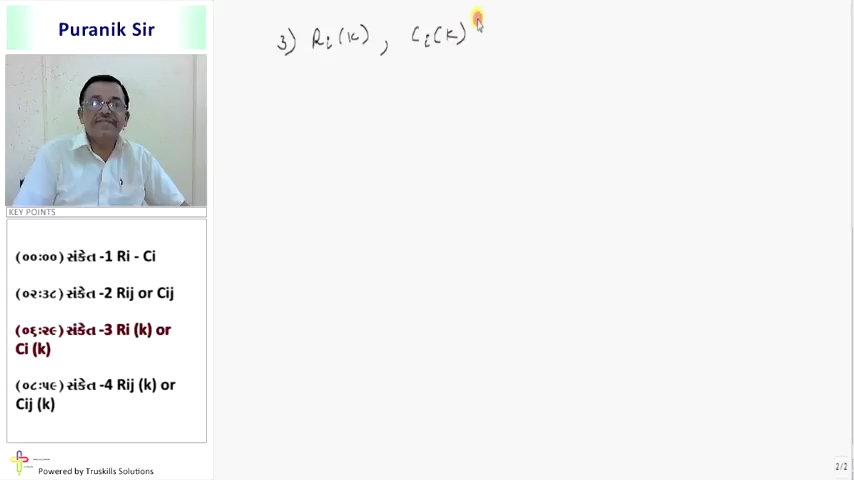 Puranik Sir
3) Ri(k), Ci(k)
KEY POINTS
(૦૦:૦૦) સંકેત -1 Ri - Ci
(૦૨:૩૮) સંકેત -2 Rij or Cij
(૦૬:૨૯) સંકેત -3 Ri (k) or
Ci (k)
(૦૮:૫૯) સંકેત -4 Rij (k) or
Cij (k)
Powered by Truskills Solutions
2/2